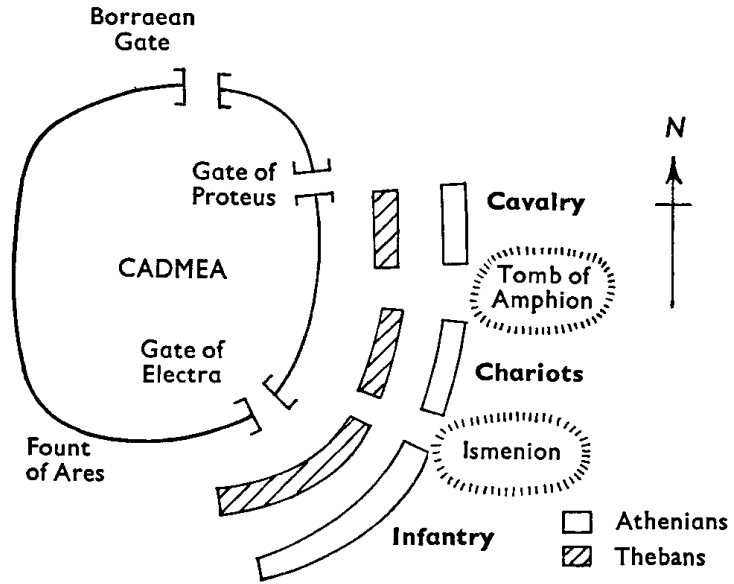 Borraean
Gate
N
Gate of
Proteus
Cavalry
CADMEA
Tomb of
Amphion
Gate of
Electra
Chariots
Fount
of Ares
Ismenion
Infantry
Athenians
Thebans